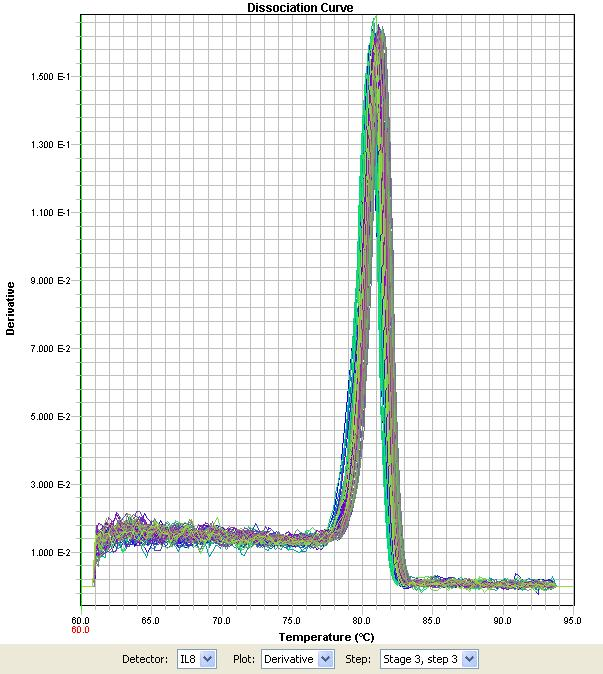 Dissociation Curve
1.500 E-1
1.300 E-1
1.100 E-1
9.000 E-2
7.000 E-2
5.000 E-2
3.000 E-2
1.000 E-2
Derivative
60.0 65.0 70.0 75.0 80.0 85.0 90.0 95.0
60.0
Temperature (°C)
Detector: IL8 Plot: Derivative Step: Stage 3, step 3